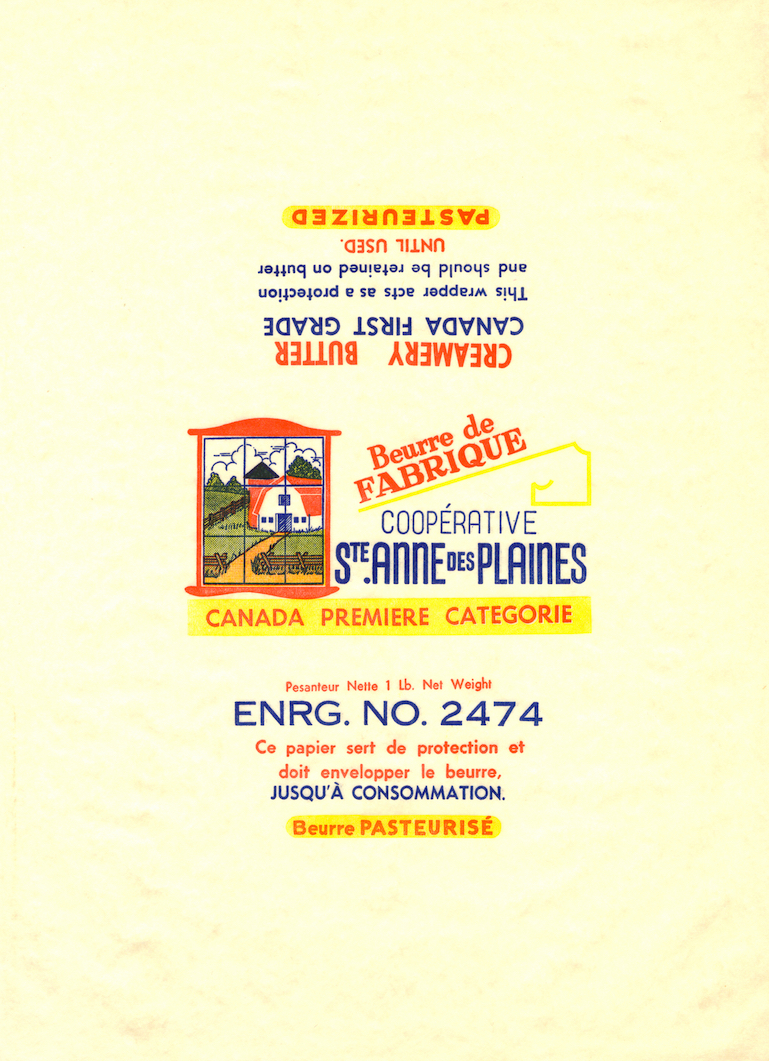 CREAMERY BUTTER
CANADA FIRST GRADE
This wrapper acts as a protection
and should be retained on butter
UNTIL USED.
PASTEURIZED
Beurre de
FABRIQUE
COOPÉRATIVE
STE. ANNE DES PLAINES
CANADA PREMIERE CATEGORIE
Pesanteur Nette 1 Lb. Net Weight
ENRG. NO. 2474
Ce papier sert de protection et
doit envelopper le beurre,
JUSQU'À CONSOMMATION.
Beurre PASTEURISÉ